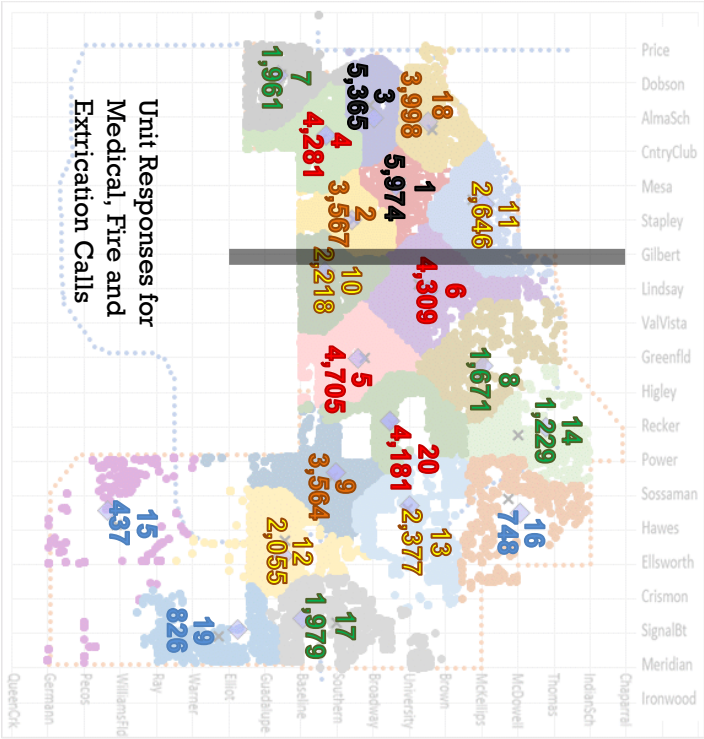 Price
Dobson
AlmaSch
CntryClub
Mesa
Stapley
Gilbert
Lindsay
ValVista
Greenfld
Higley
Recker
Power
Sossaman
Hawes
Ellsworth
Crismon
SignalBt
Meridian
Ironwood
Unit Responses for
Medical, Fire and
Extrication Calls
7
1,961
3
5,365
18
3,998
4
4,281
1
5,974
11
2,646
2
3,567
10
2,218
6
4,309
5
4,705
8
1,671
14
1,229
20
4,181
9
3,564
13
2,377
16
748
15
437
12
2,055
19
826
17
1,979
QueenCrk
Germann
Pecos
WilliamsFld
Ray
Warner
Elliot
Guadalupe
Baseline
Southern
Broadway
University
Brown
McKellips
McDowell
Thomas
IndianSch
Chaparral